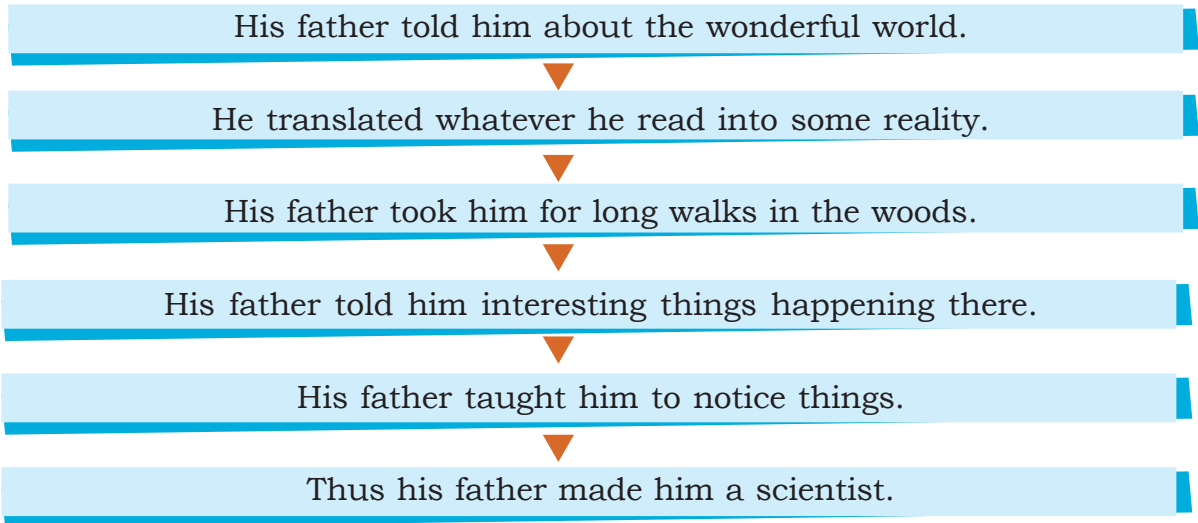 His father told him about the wonderful world.
He translated whatever he read into some reality.
His father took him for long walks in the woods.
His father told him interesting things happening there.
His father taught him to notice things.
Thus his father made him a scientist.